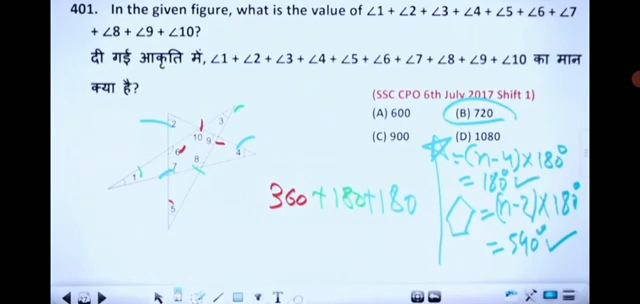 401. In the given figure, what is the value of ∠1 + ∠2 + ∠3 + ∠4 + ∠5 + ∠6 + ∠7
+ ∠8 + ∠9 + ∠10?
दी गई आकृति में, ∠1 + ∠2 + ∠3 + ∠4 + ∠5 + ∠6 + ∠7 + ∠8 + ∠9 + ∠10 का मान
क्या है?
(SSC CPO 6th July 2017 Shift 1)
(A) 600 (B) 720
(C) 900 (D) 1080
2 3
10 9
6 4
7 8
1
5
360+180+180
=(n-4)×180°
=180°✓
=(n-2)×180°
=540°✓
27
T